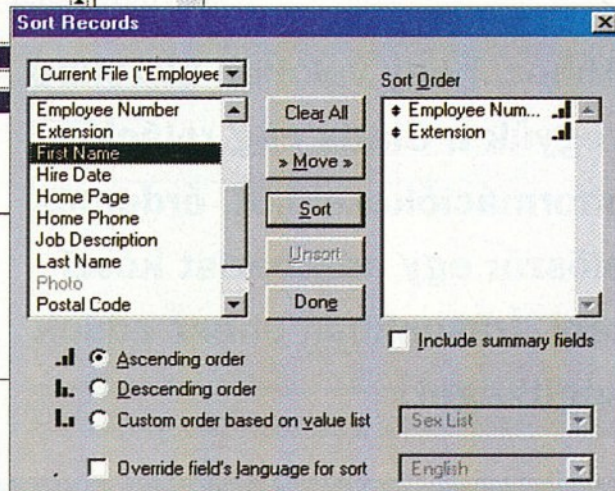 Sort Records
Current File ("Employee
Employee Number
Extension
First Name
Hire Date
Home Page
Home Phone
Job Description
Last Name
Photo
Postal Code
Clear All
» Move »
Sort
Unsort
Done
Sort Order
Employee Num...
Extension
Include summary fields
Ascending order
Descending order
Custom order based on value list
Sex List
Override field's language for sort
English